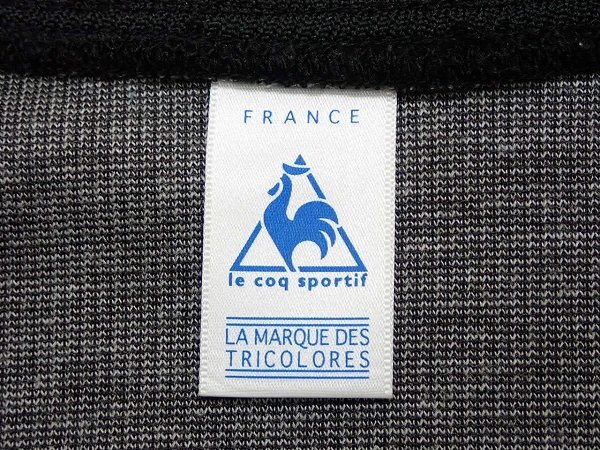 FRANCE
le coq sportif
LA MARQUE DES
TRICOLORES